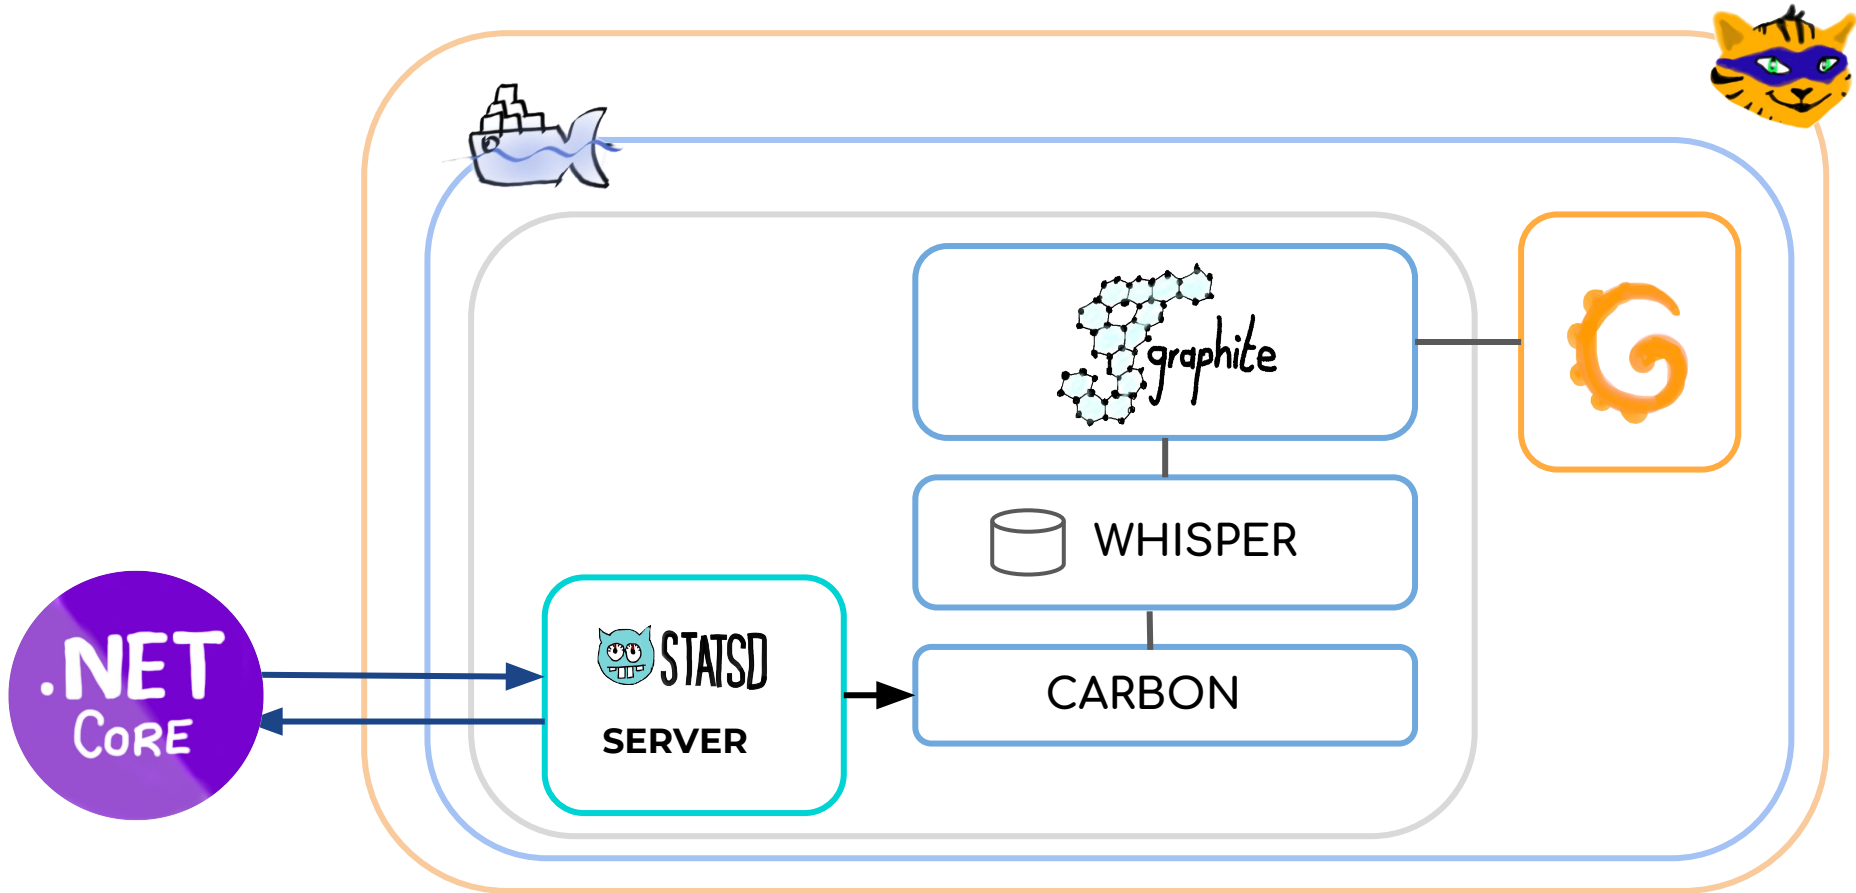 graphite
WHISPER
STATSD
SERVER
CARBON
.NET
CORE